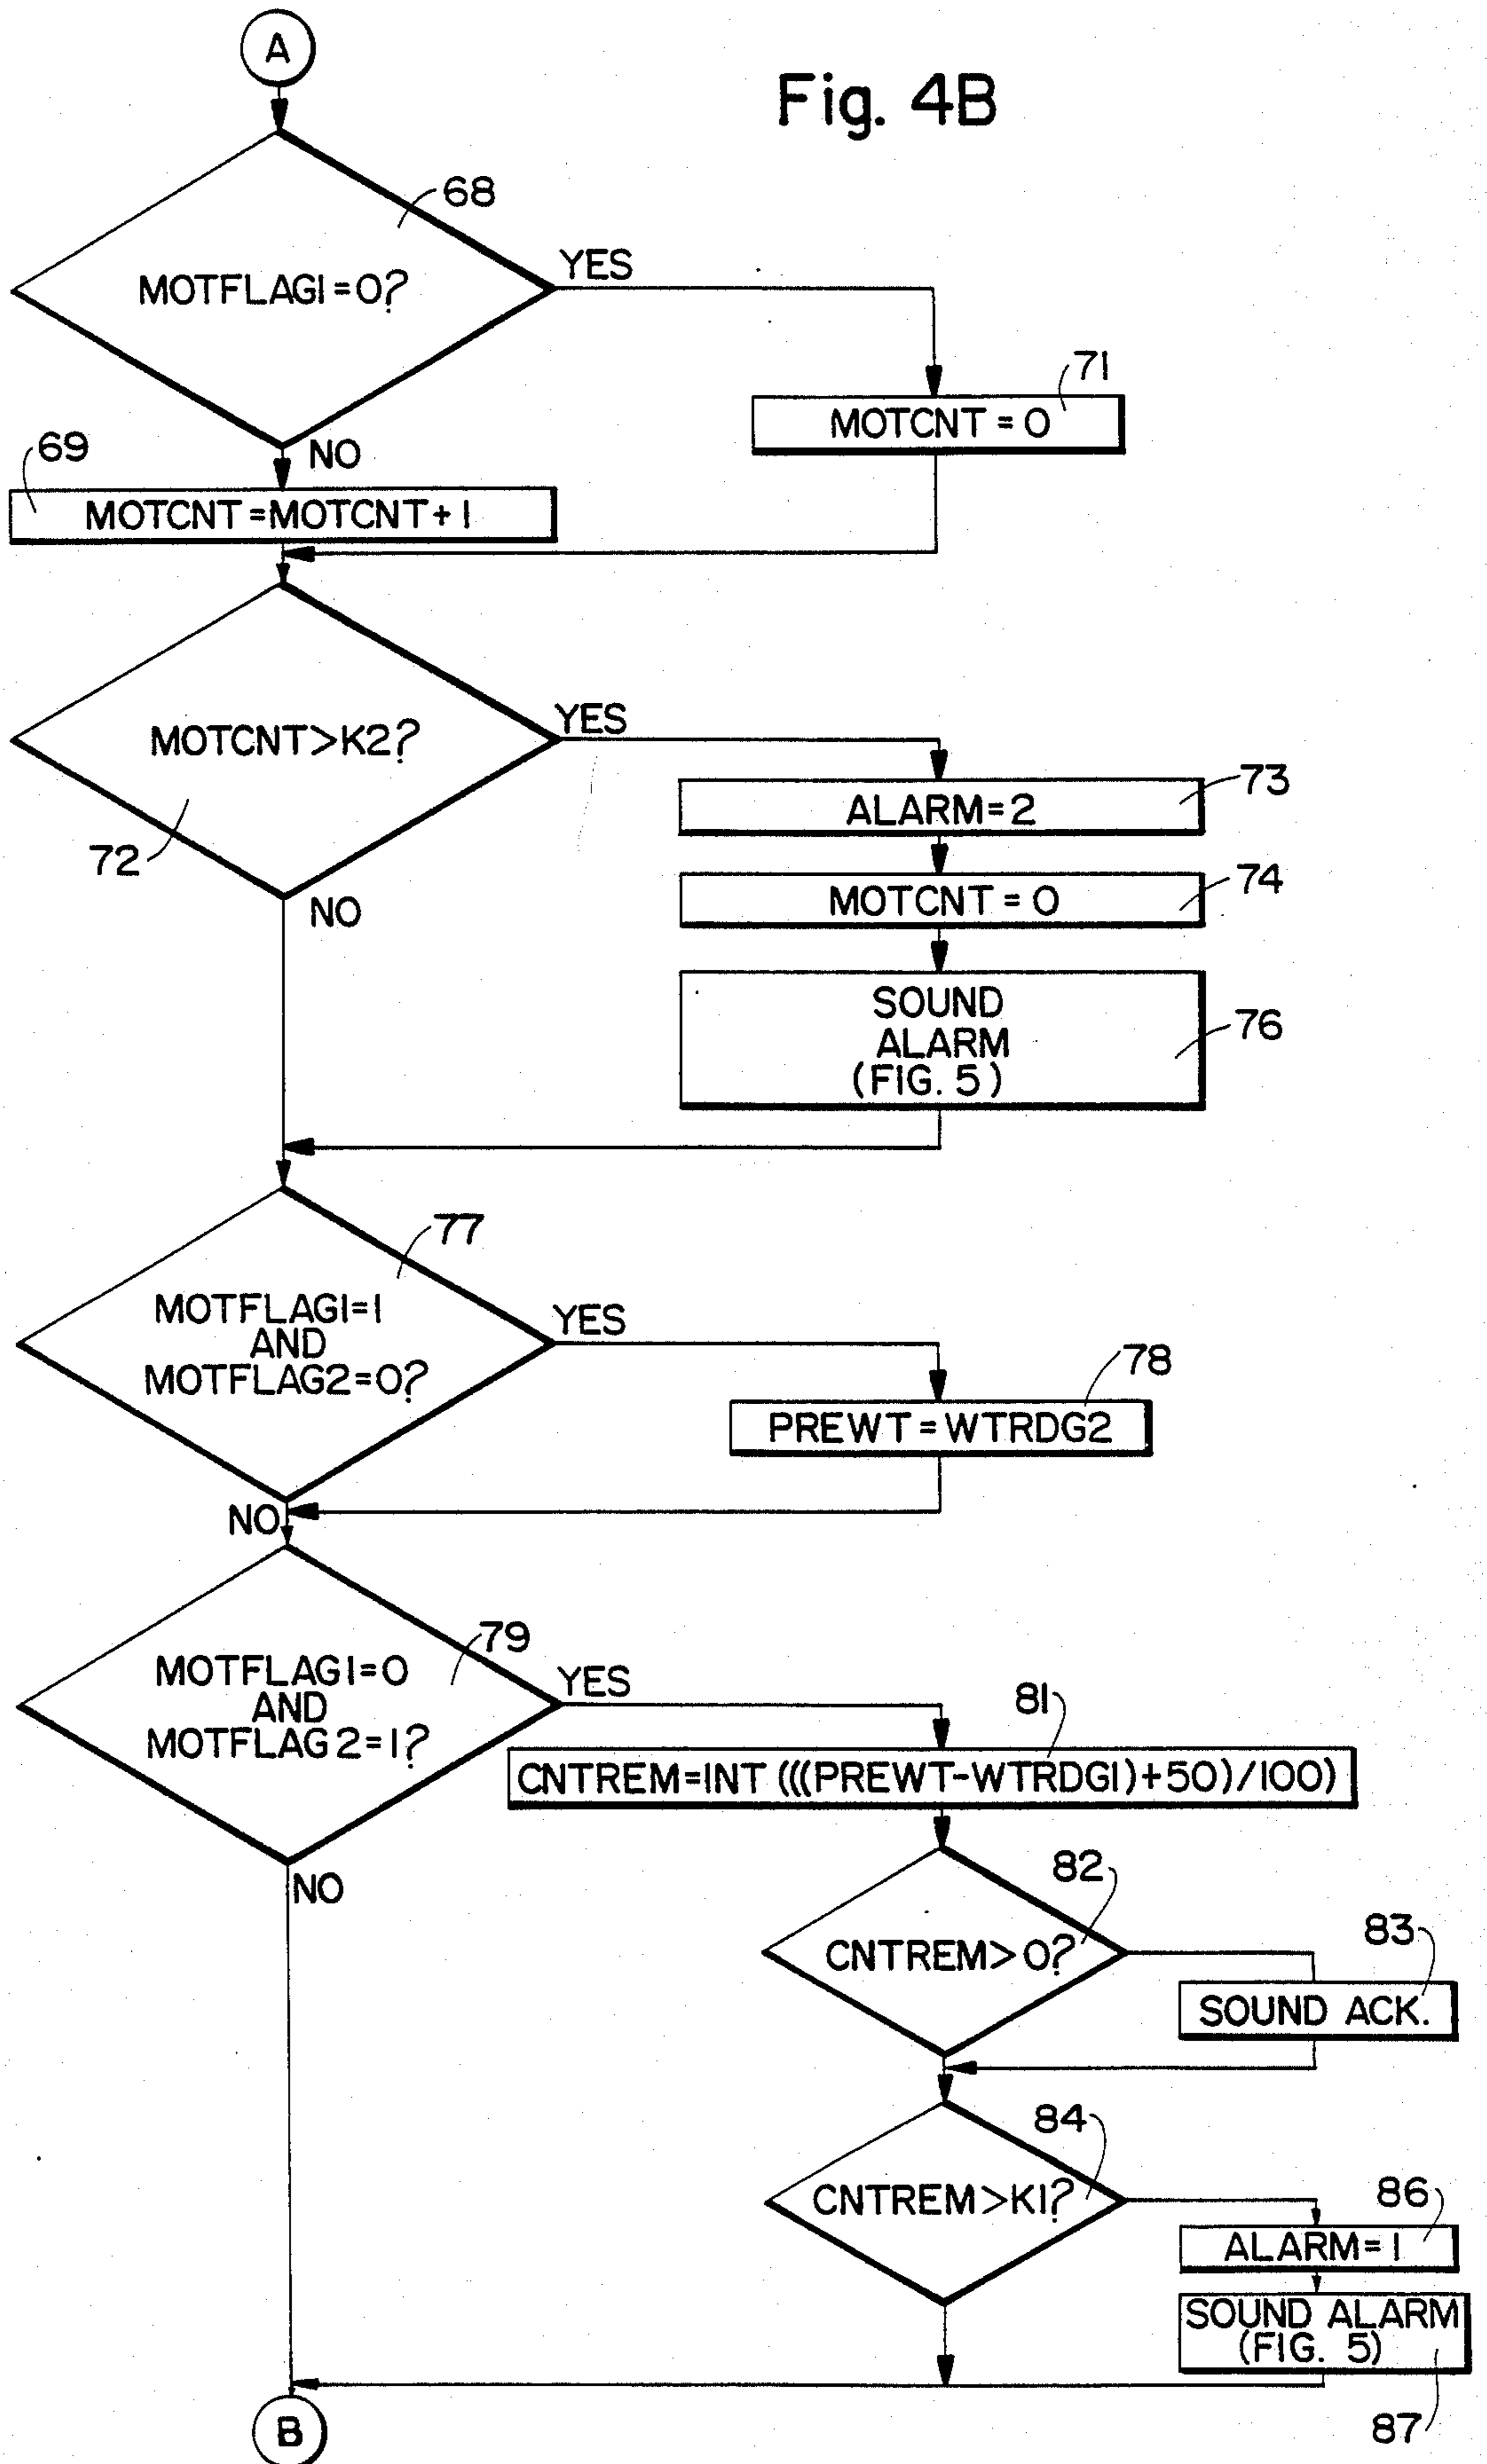 A
Fig. 4B
68
MOTFLAG1=0?
YES
71
MOTCNT = 0
NO
69
MOTCNT=MOTCNT+1
MOTCNT>K2?
YES
72
NO
73
ALARM=2
74
MOTCNT = 0
SOUND
ALARM
(FIG. 5)
76
77
MOTFLAG1=1
AND
MOTFLAG2=0?
YES
78
PREWT=WTRDG2
NO
79
MOTFLAG1=0
AND
MOTFLAG2=1?
YES
81
CNTREM=INT (((PREWT-WTRDG1)+50)/100)
NO
82
CNTREM>0?
83
SOUND ACK.
84
CNTREM>K1?
86
ALARM=1
SOUND ALARM
(FIG. 5)
87
B